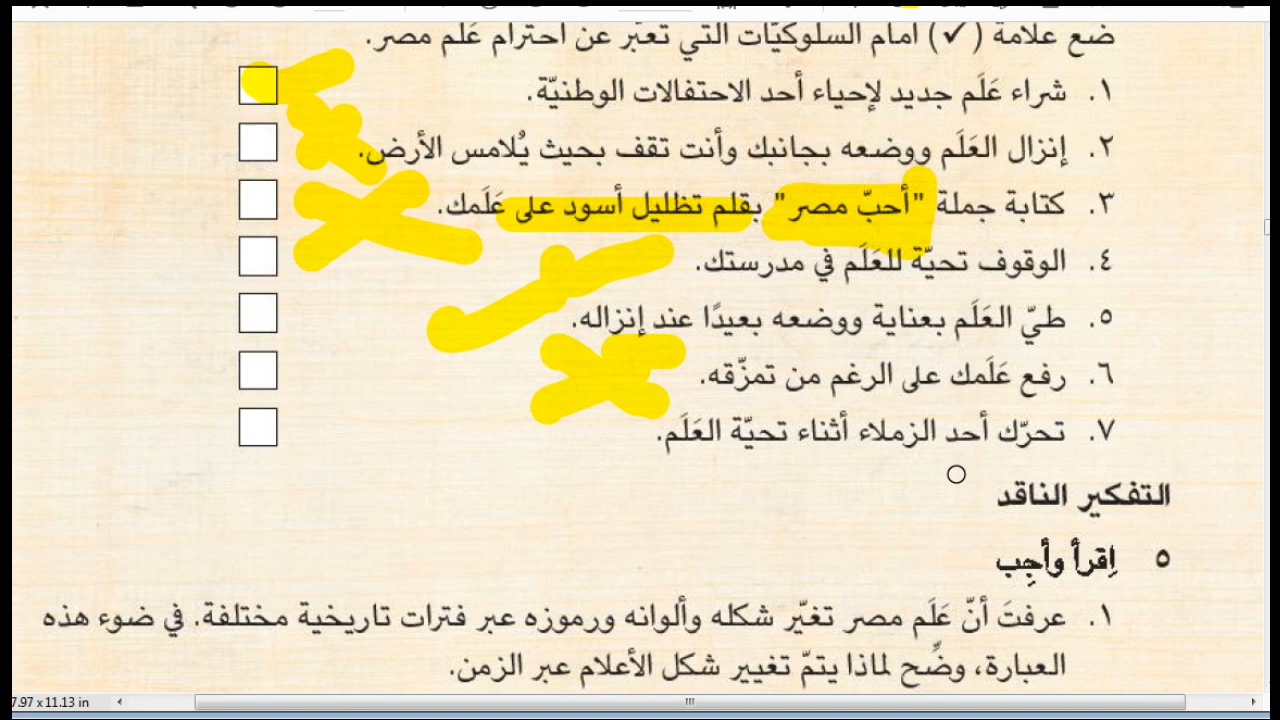 ضع علامة (✓) أمام السلوكيّات التي تعبّر عن احترام عَلَم مصر.
١. شراء عَلَم جديد لإحياء أحد الاحتفالات الوطنيّة.
٢. إنزال العَلَم ووضعه بجانبك وأنت تقف بحيث يُلامس الأرض.
٣. كتابة جملة "أحبّ مصر" بقلم تظليل أسود على عَلَمك.
٤. الوقوف تحيّة للعَلَم في مدرستك.
٥. طيّ العَلَم بعناية ووضعه بعيدًا عند إنزاله.
٦. رفع عَلَمك على الرغم من تمزّقه.
٧. تحرّك أحد الزملاء أثناء تحيّة العَلَم.
التفكير الناقد
٥ اِقرأ وأجِب
١. عرفتَ أنّ عَلَم مصر تغيّر شكله وألوانه ورموزه عبر فترات تاريخية مختلفة. في ضوء هذه
العبارة، وضِّح لماذا يتمّ تغيير شكل الأعلام عبر الزمن.
7.97 x 11.13 in